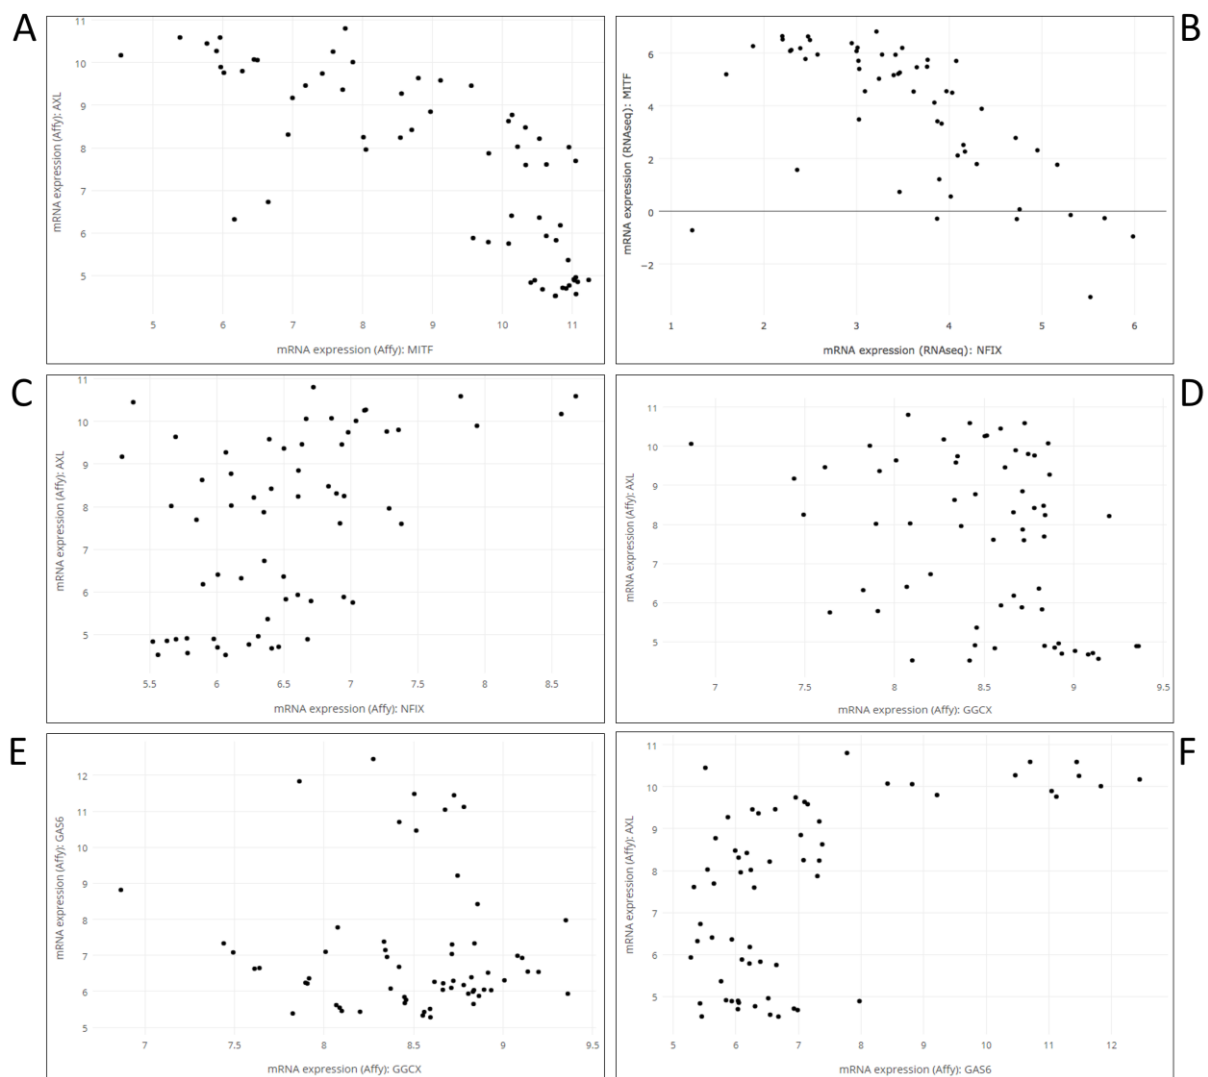 A
11
10
9
8
7
6
5
mRNA expression (Affy): AXL
5 6 7 8 9 10 11
mRNA expression (Affy): MITF
B
6
4
2
0
−2
mRNA expression (RNAseq): MITF
1 2 3 4 5 6
mRNA expression (RNAseq): NFIX
C
11
10
9
8
7
6
5
mRNA expression (Affy): AXL
5.5 6 6.5 7 7.5 8 8.5
mRNA expression (Affy): NFIX
D
11
10
9
8
7
6
5
mRNA expression (Affy): AXL
7 7.5 8 8.5 9 9.5
mRNA expression (Affy): GGCX
E
12
11
10
9
8
7
6
5
mRNA expression (Affy): GAS6
7 7.5 8 8.5 9 9.5
mRNA expression (Affy): GGCX
F
11
10
9
8
7
6
5
mRNA expression (Affy): AXL
5 6 7 8 9 10 11 12
mRNA expression (Affy): GAS6